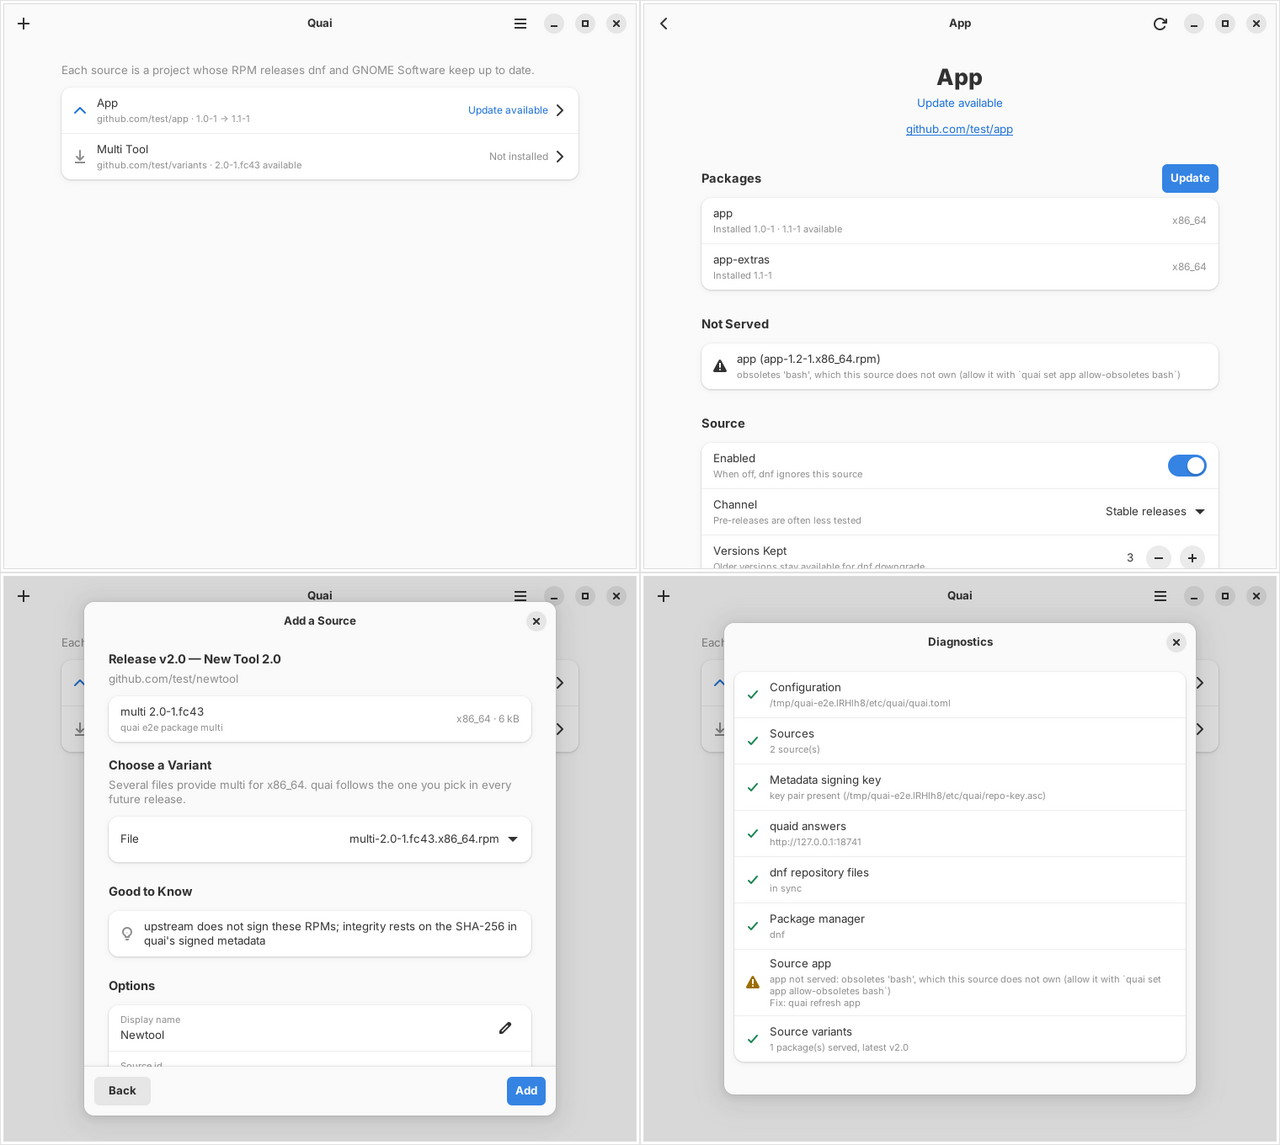 Quai
Each source is a project whose RPM releases dnf and GNOME Software keep up to date.
App
github.com/test/app · 1.0-1 → 1.1-1
Update available
Multi Tool
github.com/test/variants · 2.0-1.fc43 available
Not installed
App
App
Update available
github.com/test/app
Packages
Update
app
Installed 1.0-1 · 1.1-1 available
x86_64
app-extras
Installed 1.1-1
x86_64
Not Served
app (app-1.2-1.x86_64.rpm)
obsoletes 'bash', which this source does not own (allow it with `quai set app allow-obsoletes bash`)
Source
Enabled
When off, dnf ignores this source
Channel
Pre-releases are often less tested
Stable releases
Versions Kept
Older versions stay available for dnf downgrade
3
Quai
Each
Add a Source
Release v2.0 — New Tool 2.0
github.com/test/newtool
multi 2.0-1.fc43
quai e2e package multi
x86_64 · 6 kB
Choose a Variant
Several files provide multi for x86_64. quai follows the one you pick in every
future release.
File
multi-2.0-1.fc43.x86_64.rpm
Good to Know
upstream does not sign these RPMs; integrity rests on the SHA-256 in
quai's signed metadata
Options
Display name
Newtool
Source id
Back
Add
Quai
Each
Diagnostics
Configuration
/tmp/quai-e2e.IRHlh8/etc/quai/quai.toml
Sources
2 source(s)
Metadata signing key
key pair present (/tmp/quai-e2e.IRHlh8/etc/quai/repo-key.asc)
quaid answers
http://127.0.0.1:18741
dnf repository files
in sync
Package manager
dnf
Source app
app not served: obsoletes 'bash', which this source does not own (allow it with `quai set
app allow-obsoletes bash`)
Fix: quai refresh app
Source variants
1 package(s) served, latest v2.0